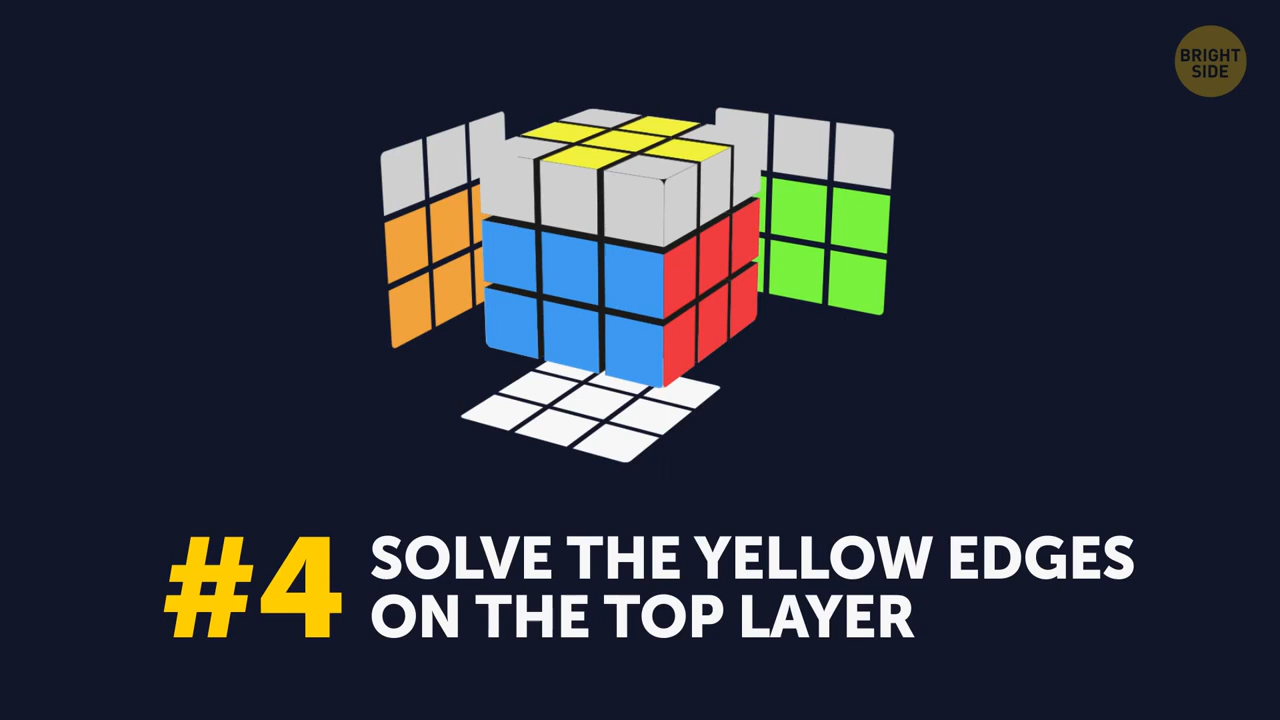 BRIGHT
SIDE
#4 SOLVE THE YELLOW EDGES
ON THE TOP LAYER